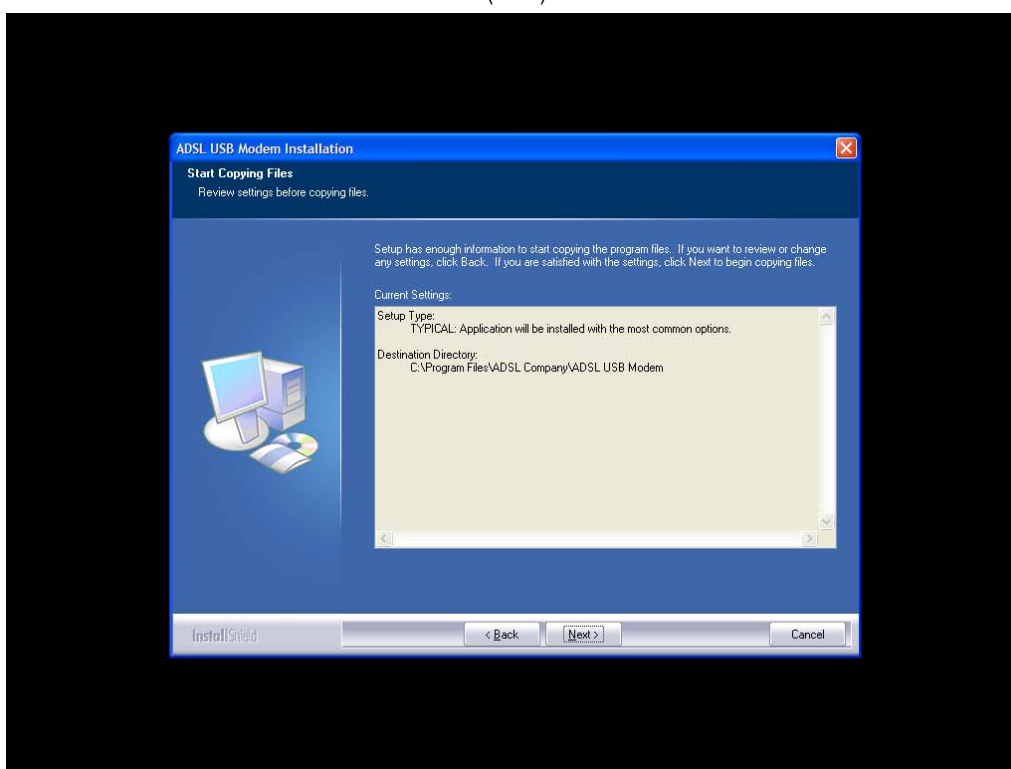 ADSL USB Modem Installation
Start Copying Files
Review settings before copying files.
Setup has enough information to start copying the program files. If you want to review or change
any settings, click Back. If you are satisfied with the settings, click Next to begin copying files.
Current Settings:
Setup Type:
TYPICAL: Application will be installed with the most common options.
Destination Directory:
C:\Program Files\ADSL Company\ADSL USB Modem
InstallShield
< Back
Next >
Cancel